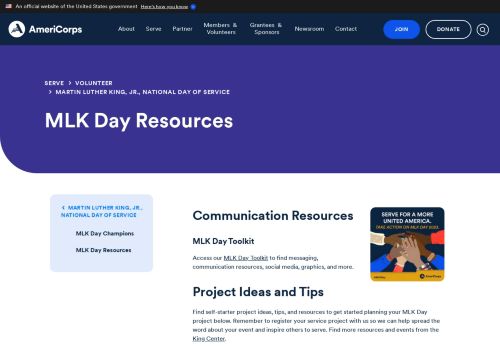 An official website of the United States government Here's how you know
AmeriCorps
About Serve Partner Members & Volunteers Grantees & Sponsors Newsroom Contact JOIN DONATE
SERVE > VOLUNTEER
> MARTIN LUTHER KING, JR., NATIONAL DAY OF SERVICE
MLK Day Resources
< MARTIN LUTHER KING, JR.,
NATIONAL DAY OF SERVICE
MLK Day Champions
MLK Day Resources
Communication Resources
MLK Day Toolkit
Access our MLK Day Toolkit to find messaging,
communication resources, social media, graphics, and more.
SERVE FOR A MORE
UNITED AMERICA.
TAKE ACTION ON MLK DAY 2023.
AmeriCorps
Project Ideas and Tips
Find self-starter project ideas, tips, and resources to get started planning your MLK Day
project below. Remember to register your service project with us so we can help spread the
word about your event and inspire others to serve. Find more resources and events from the
King Center.